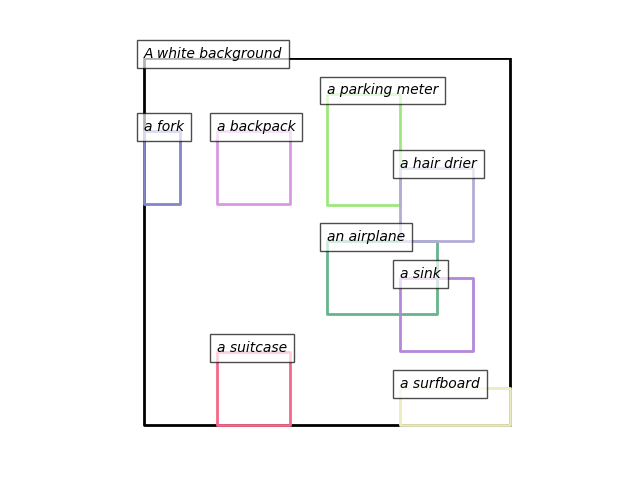 A white background
a parking meter
a fork
a backpack
a hair drier
an airplane
a sink
a suitcase
a surfboard